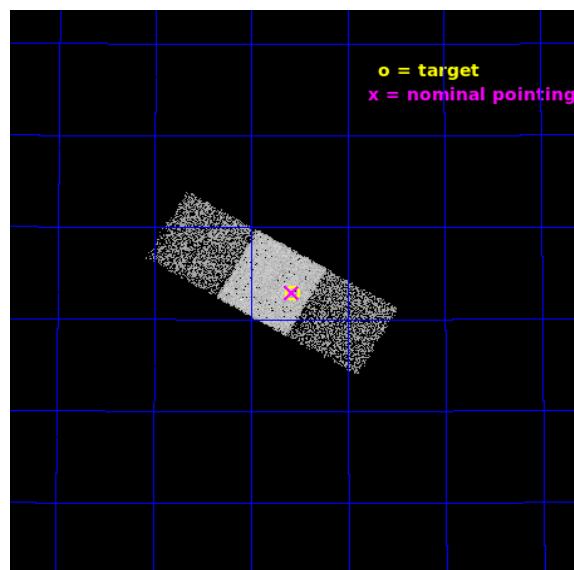 o = target
x = nominal pointing